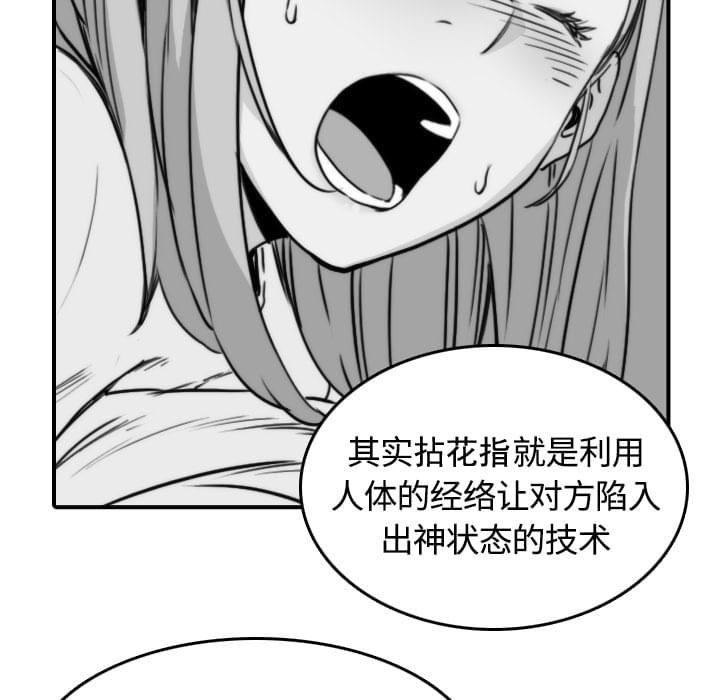 其实拈花指就是利用
人体的经络让对方陷入
出神状态的技术